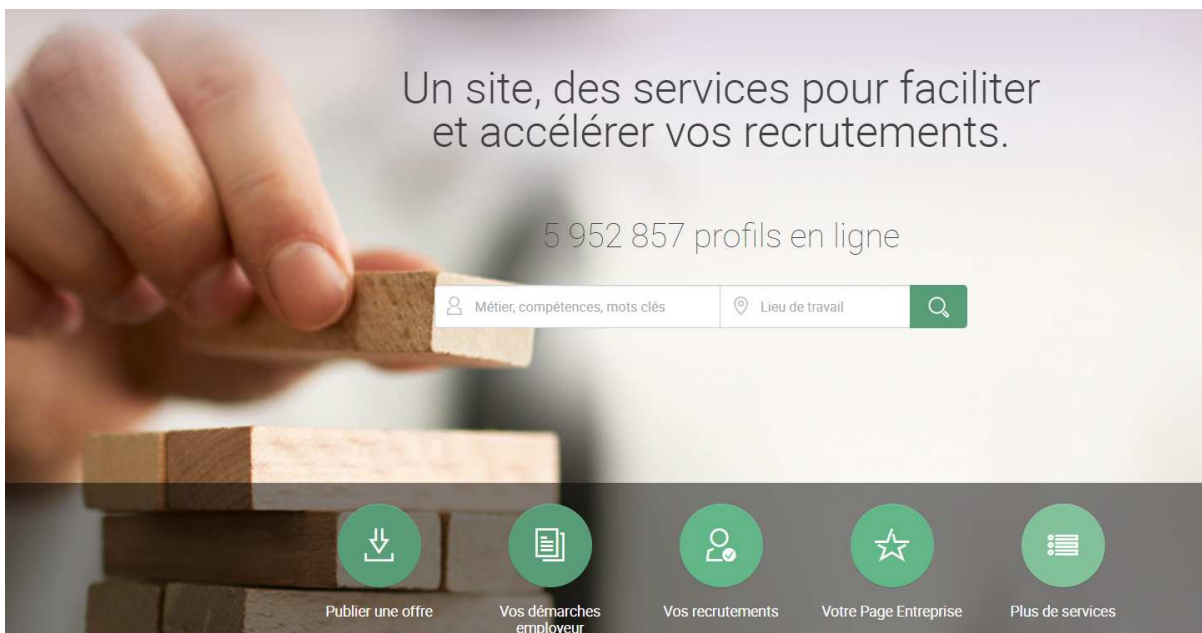 Un site, des services pour faciliter
et accélérer vos recrutements.
5 952 857 profils en ligne
Métier, compétences, mots clés
Lieu de travail
Publier une offre
Vos démarches
employeur
Vos recrutements
Votre Page Entreprise
Plus de services